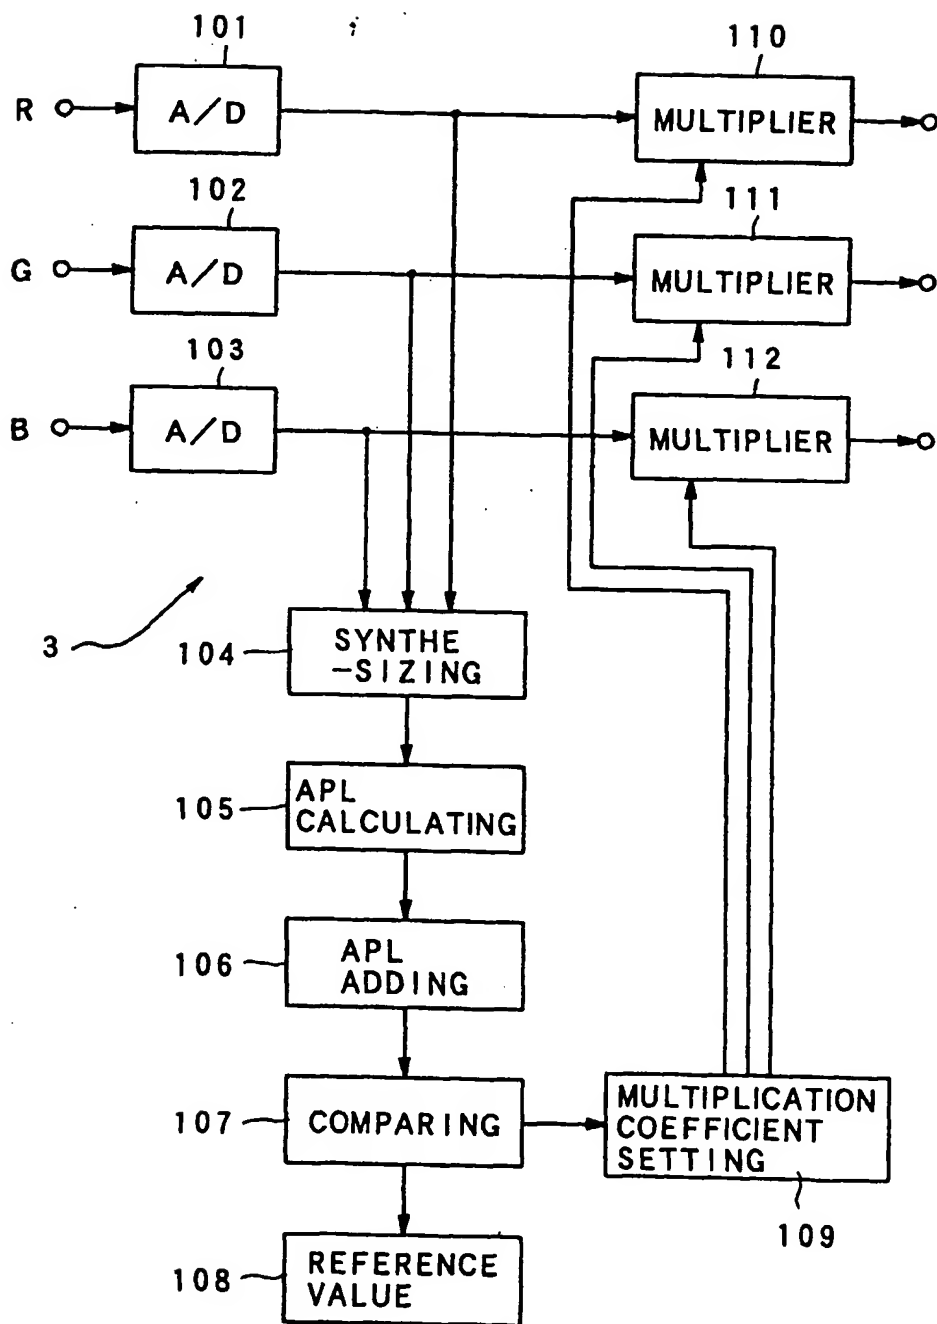 101
110
R
A/D
MULTIPLIER
102
111
G
A/D
MULTIPLIER
103
112
B
A/D
MULTIPLIER
3
104
SYNTHE
-SIZING
105
APL
CALCULATING
106
APL
ADDING
107
COMPARING
MULTIPLICATION
COEFFICIENT
SETTING
109
108
REFERENCE
VALUE